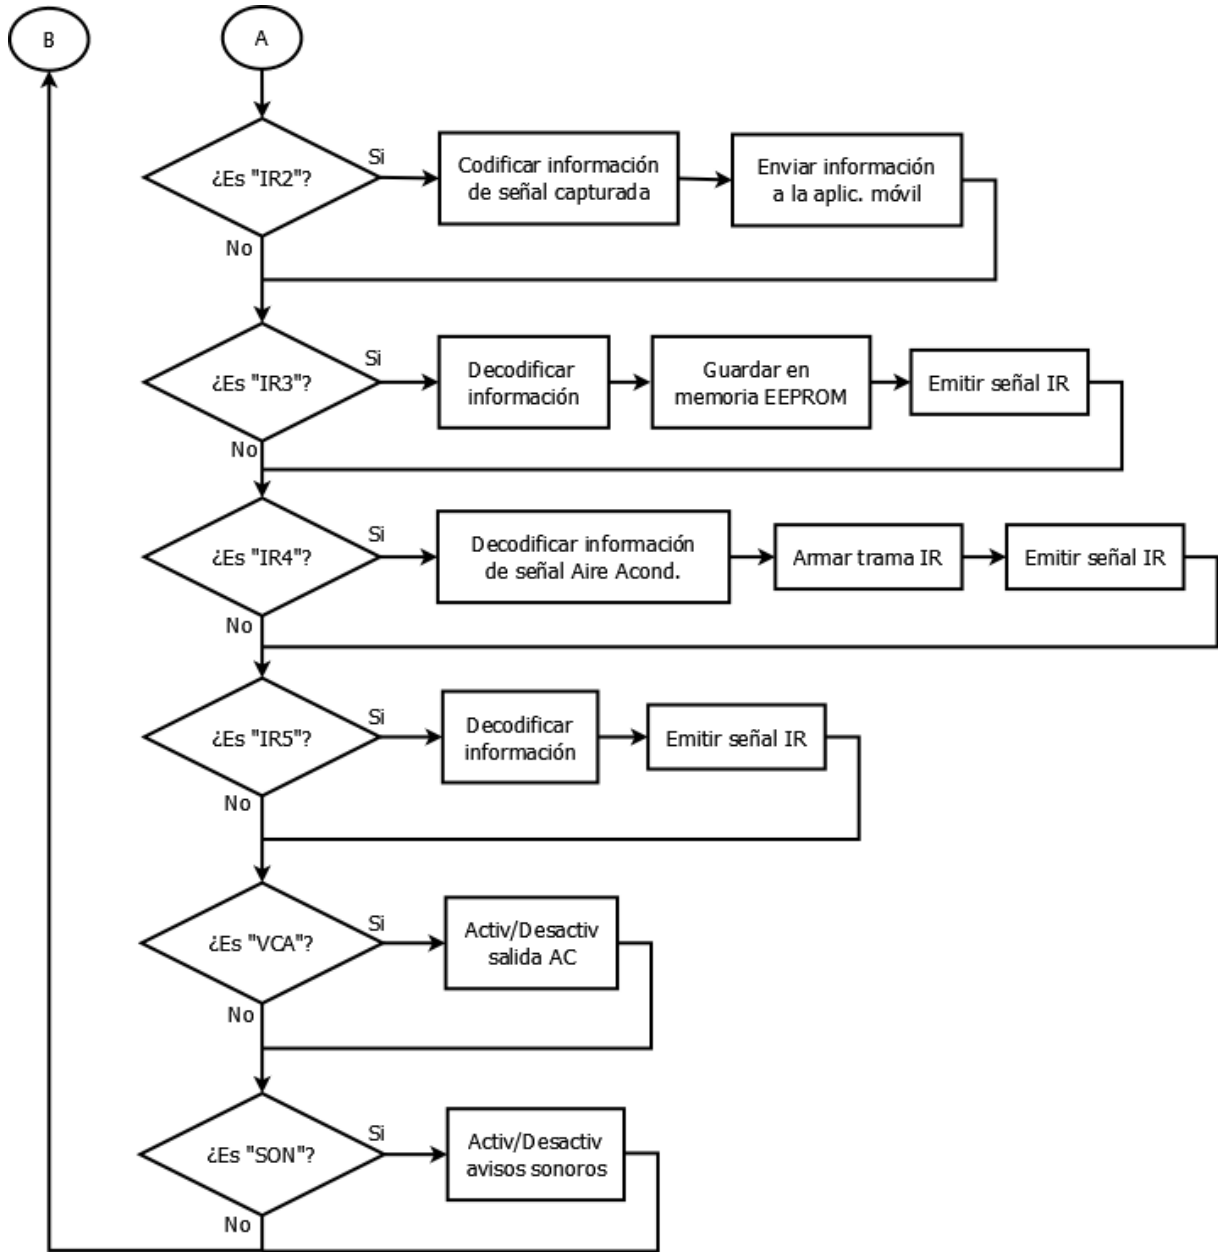 B
A
¿Es "IR2"?
Si
Codificar información
de señal capturada
Enviar información
a la aplic. móvil
No
¿Es "IR3"?
Si
Decodificar
información
Guardar en
memoria EEPROM
Emitir señal IR
No
¿Es "IR4"?
Si
Decodificar información
de señal Aire Acond.
Armar trama IR
Emitir señal IR
No
¿Es "IR5"?
Si
Decodificar
información
Emitir señal IR
No
¿Es "VCA"?
Si
Activ/Desactiv
salida AC
No
¿Es "SON"?
Si
Activ/Desactiv
avisos sonoros
No